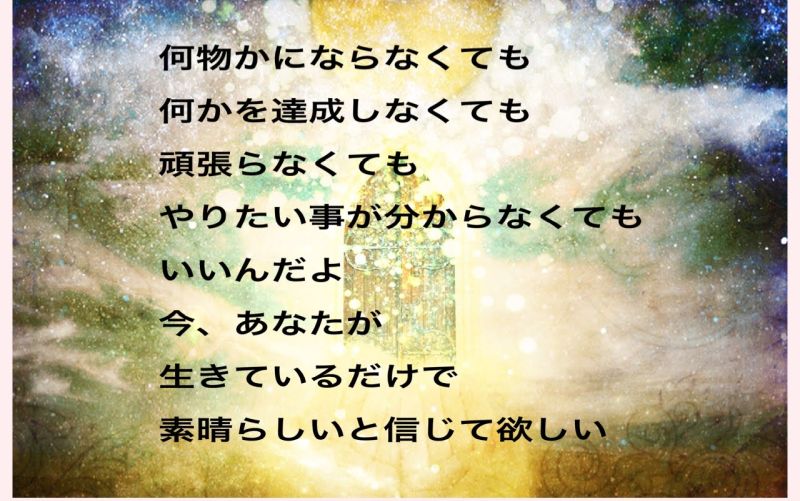 何物かにならなくても
何かを達成しなくても
頑張らなくても
やりたい事が分からなくても
いいんだよ
今、あなたが
生きているだけで
素晴らしいと信じて欲しい